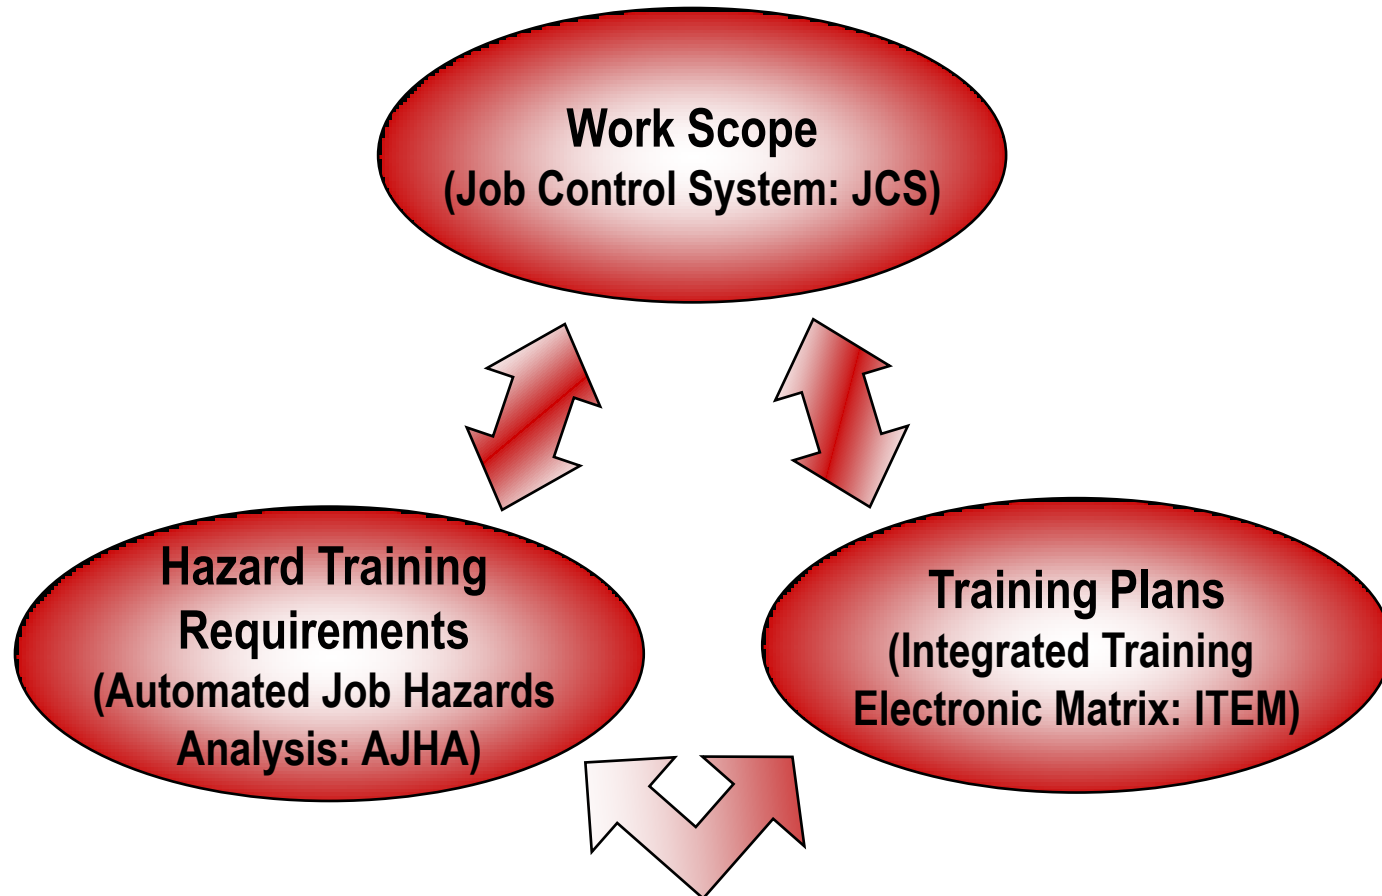 Work Scope
(Job Control System: JCS)
Hazard Training
Requirements
(Automated Job Hazards
Analysis: AJHA)
Training Plans
(Integrated Training
Electronic Matrix: ITEM)